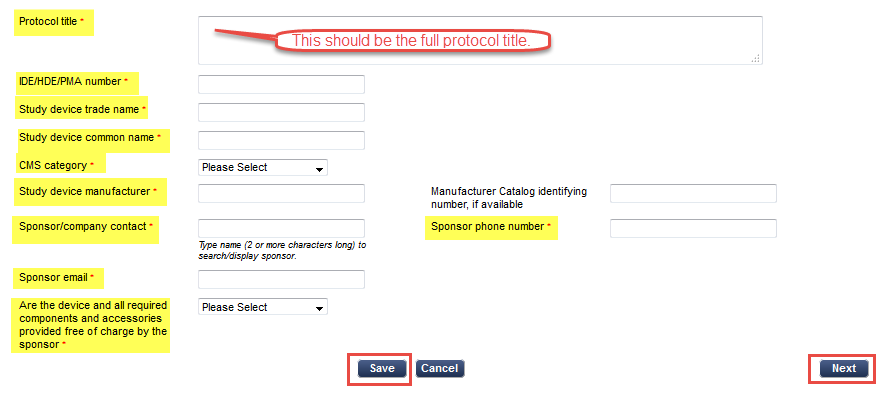 Protocol title *
This should be the full protocol title.
IDE/HDE/PMA number *
Study device trade name *
Study device common name *
CMS category *
Please Select
Study device manufacturer *
Manufacturer Catalog identifying
number, if available
Sponsor/company contact *
Sponsor phone number *
Type name (2 or more characters long) to
search/display sponsor.
Sponsor email *
Are the device and all required
components and accessories
provided free of charge by the
sponsor *
Please Select
Save
Cancel
Next